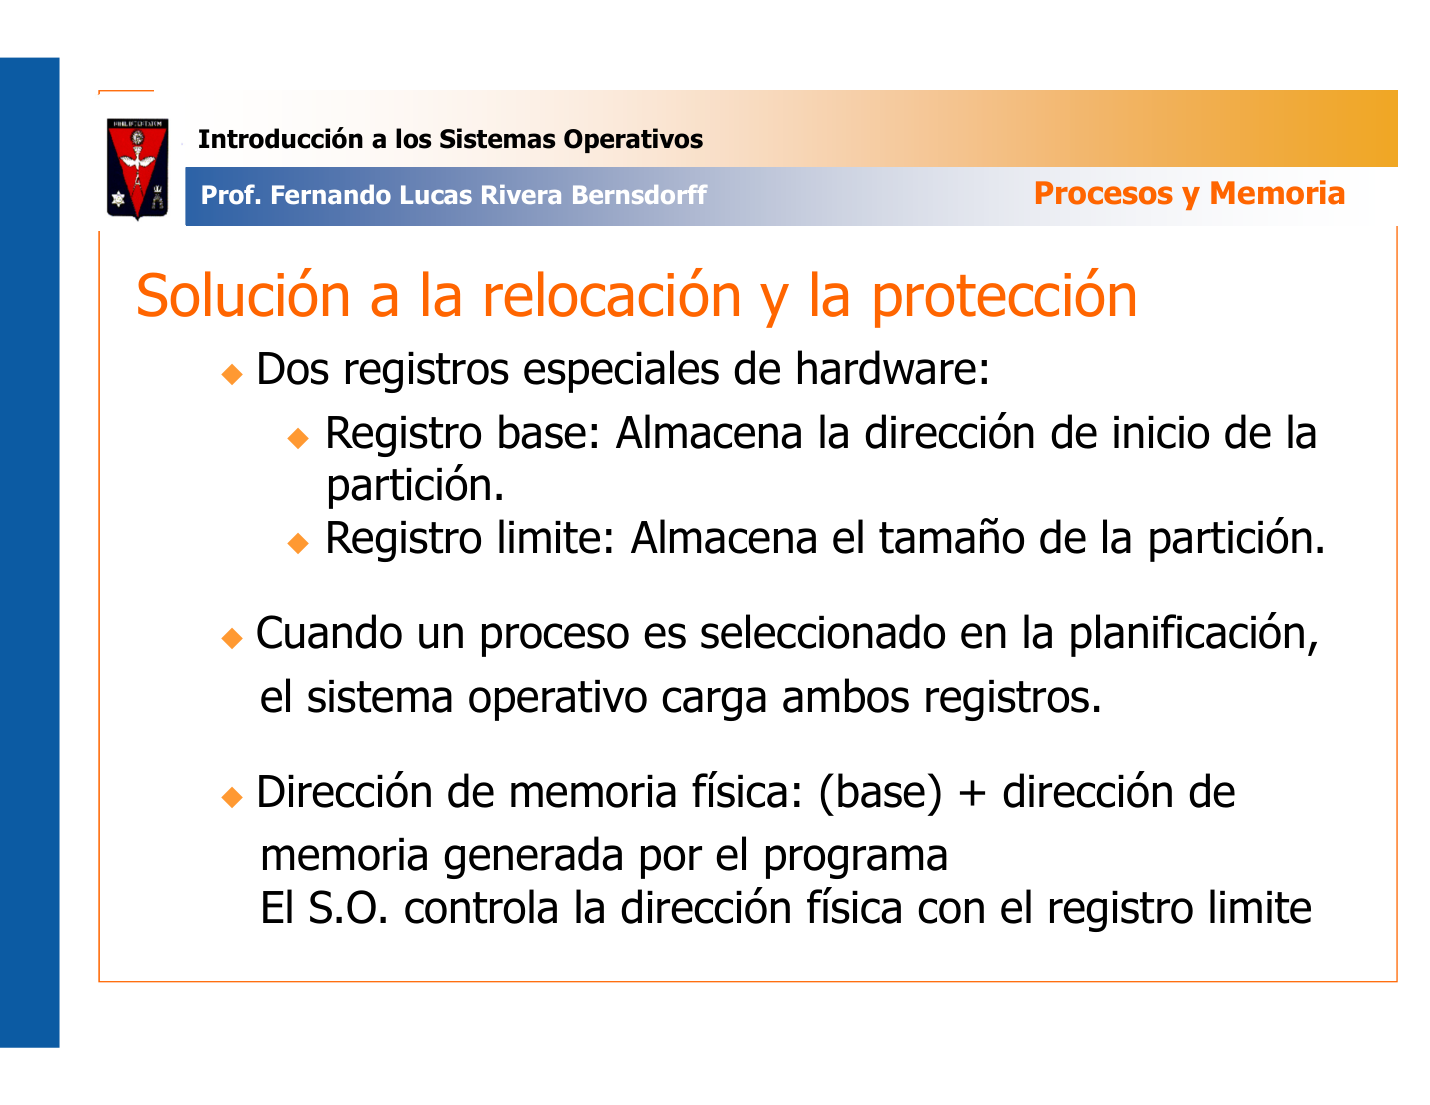 Introducción a los Sistemas Operativos
Prof. Fernando Lucas Rivera Bernsdorff
Procesos y Memoria
Solución a la relocación y la protección
Dos registros especiales de hardware:
Registro base: Almacena la dirección de inicio de la
partición.
Registro limite: Almacena el tamaño de la partición.
Cuando un proceso es seleccionado en la planificación,
el sistema operativo carga ambos registros.
Dirección de memoria física: (base) + dirección de
memoria generada por el programa
El S.O. controla la dirección física con el registro limite